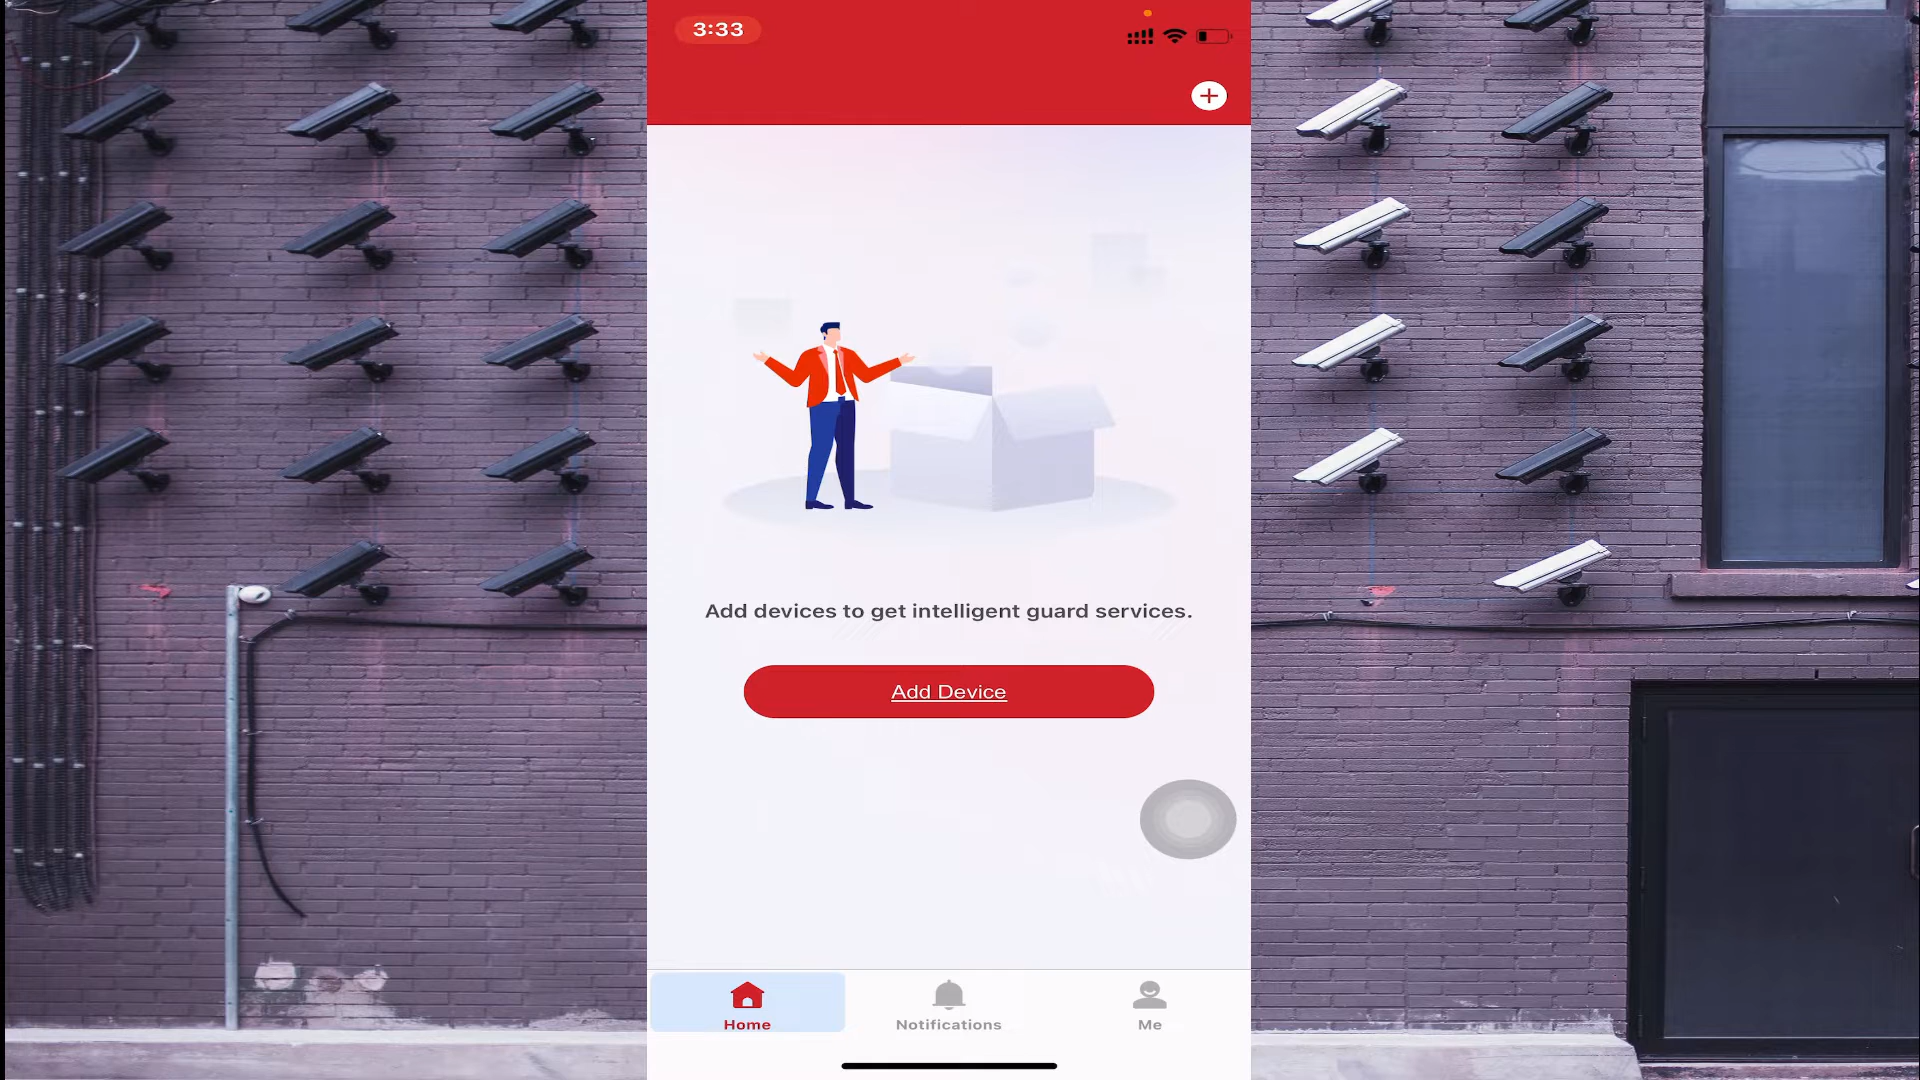 3:33
Add devices to get intelligent guard services.
Add Device
Home
Notifications
Me